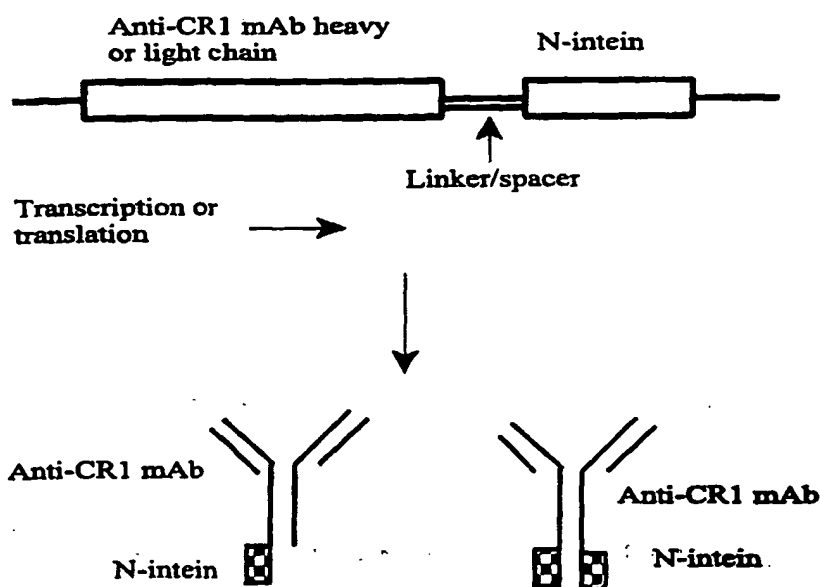 Anti-CR1 mAb heavy
or light chain
N-intein
Linker/spacer
Transcription or
translation
Anti-CR1 mAb
Anti-CR1 mAb
N-intein
N-intein